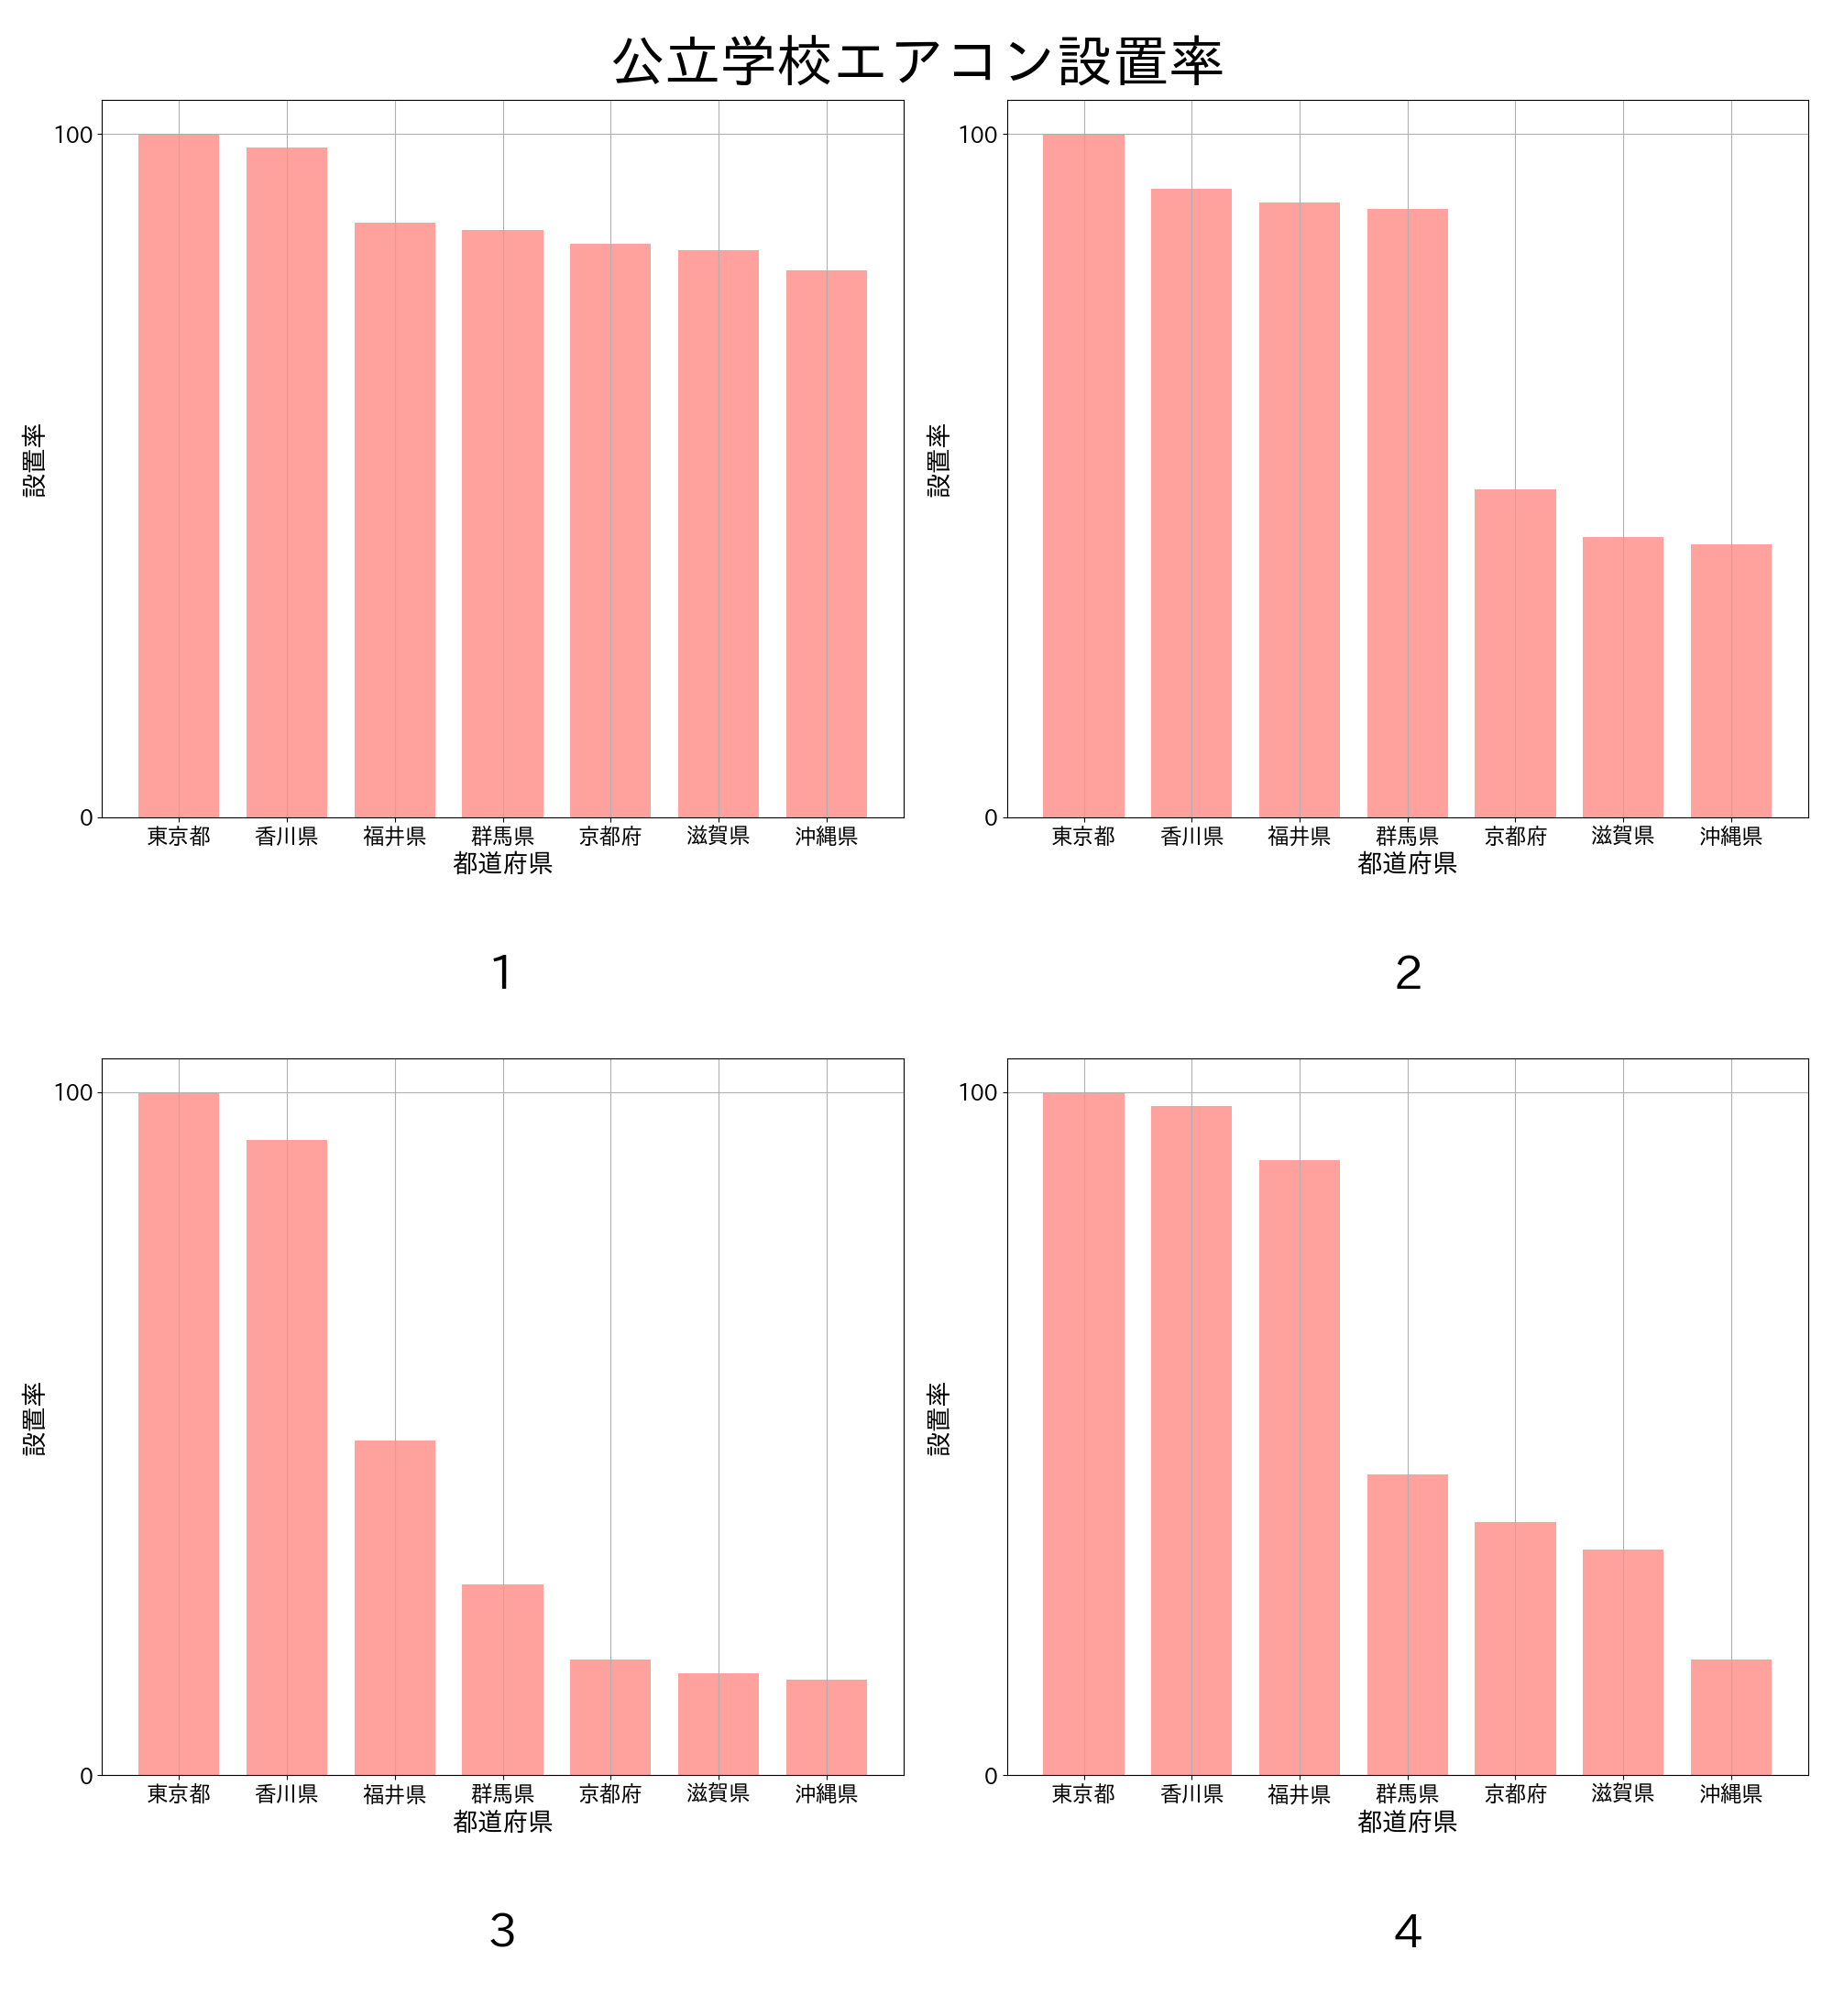 公立学校エアコン設置率
100
設置率
0
東京都 香川県 福井県 群馬県 京都府 滋賀県 沖縄県
都道府県
1
100
設置率
0
東京都 香川県 福井県 群馬県 京都府 滋賀県 沖縄県
都道府県
2
100
設置率
0
東京都 香川県 福井県 群馬県 京都府 滋賀県 沖縄県
都道府県
3
100
設置率
0
東京都 香川県 福井県 群馬県 京都府 滋賀県 沖縄県
都道府県
4